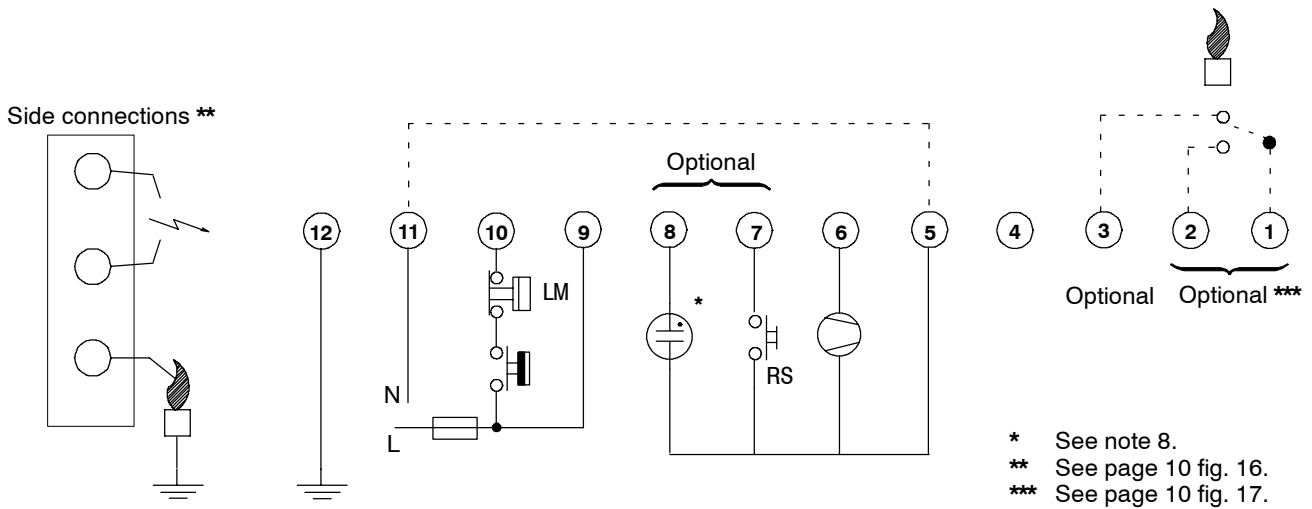 Side connections **
Optional
12 11 10 9 8 7 6 5 4 3 2 1
LM
*
Optional Optional ***
RS
N
L
* See note 8.
** See page 10 fig. 16.
*** See page 10 fig. 17.